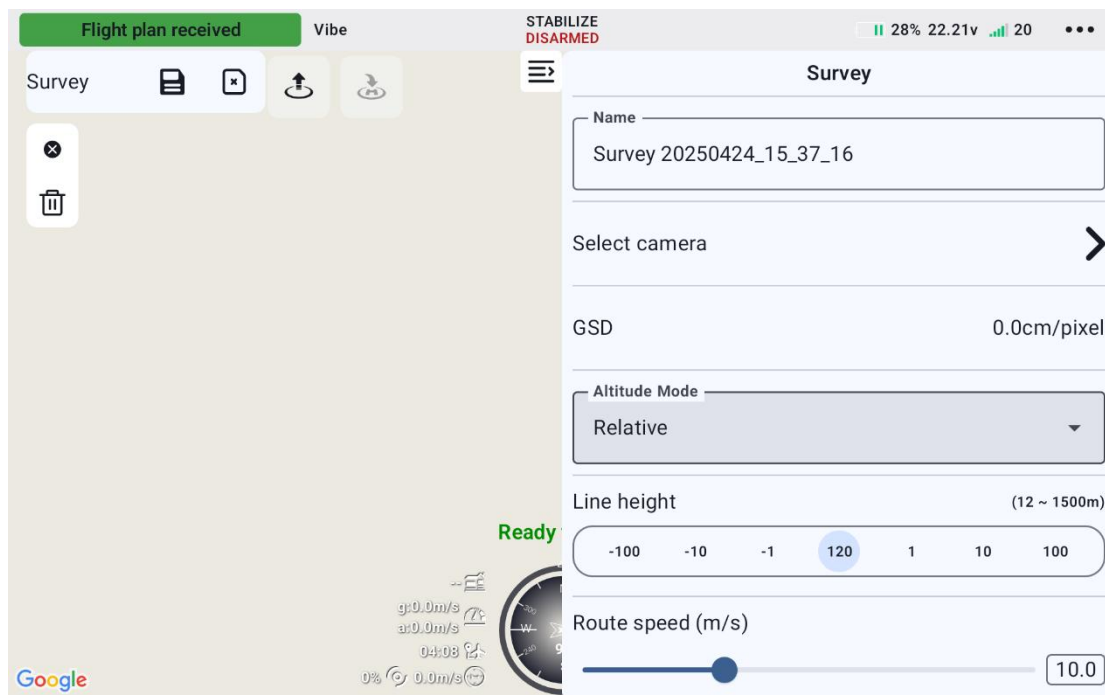 Flight plan received
Vibe
STABILIZE
DISARMED
28% 22.21v 20
Survey
Survey
Name
Survey 20250424_15_37_16
Select camera
GSD 0.0cm/pixel
Altitude Mode
Relative
Line height (12 ~ 1500m)
-100 -10 -1 120 1 10 100
Ready
--
g:0.0m/s
a:0.0m/s
04:08
0% 0.0m/s
300
W
240
Route speed (m/s)
10.0
Google